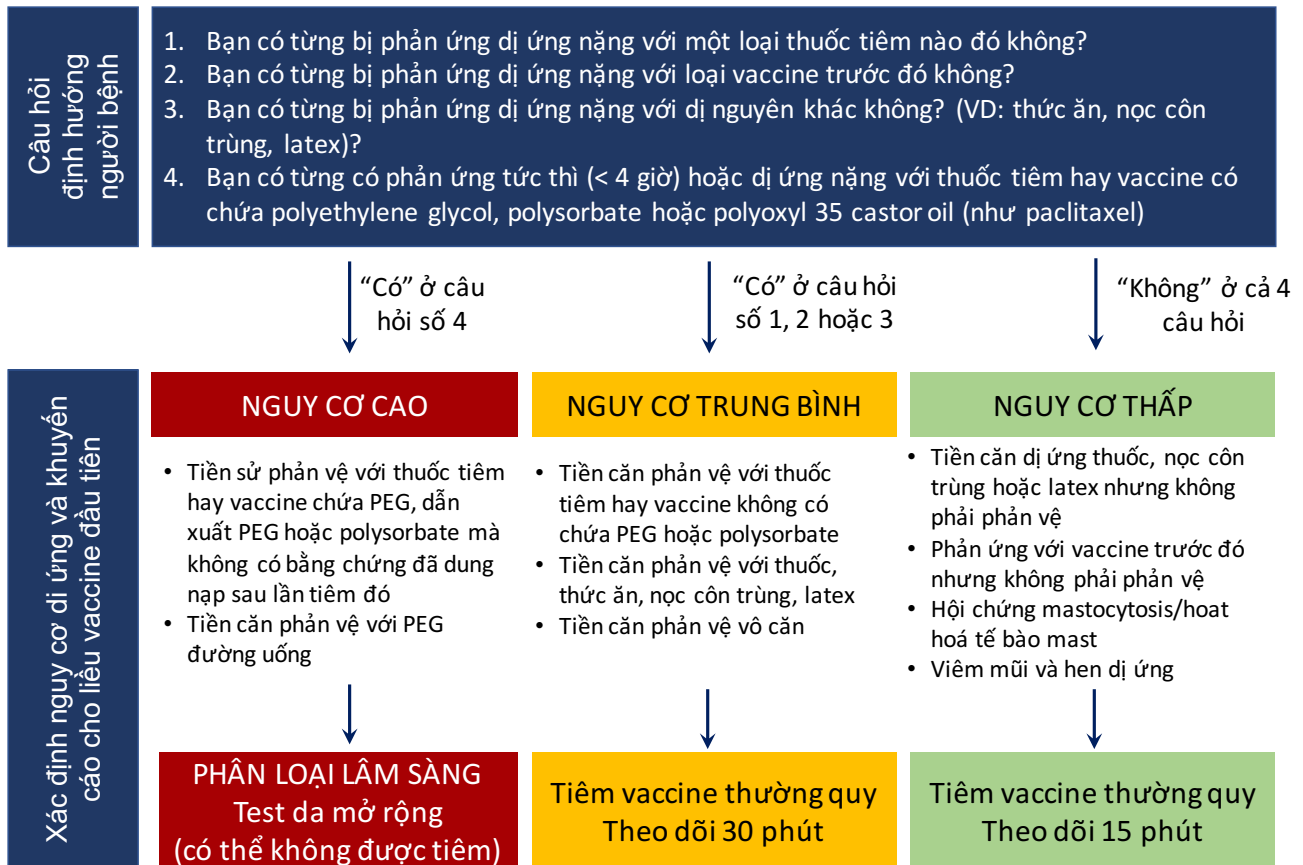 Câu hỏi
định hướng
người bệnh
1. Bạn có từng bị phản ứng dị ứng nặng với một loại thuốc tiêm nào đó không?
2. Bạn có từng bị phản ứng dị ứng nặng với loại vaccine trước đó không?
3. Bạn có từng bị phản ứng dị ứng nặng với dị nguyên khác không? (VD: thức ăn, nọc côn
trùng, latex)?
4. Bạn có từng có phản ứng tức thì (< 4 giờ) hoặc dị ứng nặng với thuốc tiêm hay vaccine có
chứa polyethylene glycol, polysorbate hoặc polyoxyl 35 castor oil (như paclitaxel)
“Có” ở câu
hỏi số 4
“Có” ở câu hỏi
số 1, 2 hoặc 3
“Không” ở cả 4
câu hỏi
Xác định nguy cơ dị ứng và khuyến
cáo cho liều vaccine đầu tiên
NGUY CƠ CAO
• Tiền sử phản vệ với thuốc tiêm
hay vaccine chứa PEG, dẫn
xuất PEG hoặc polysorbate mà
không có bằng chứng đã dung
nạp sau lần tiêm đó
• Tiền căn phản vệ với PEG
đường uống
PHÂN LOẠI LÂM SÀNG
Test da mở rộng
(có thể không được tiêm)
NGUY CƠ TRUNG BÌNH
• Tiền căn phản vệ với thuốc
tiêm hay vaccine không có
chứa PEG hoặc polysorbate
• Tiền căn phản vệ với thuốc,
thức ăn, nọc côn trùng, latex
• Tiền căn phản vệ vô căn
Tiêm vaccine thường quy
Theo dõi 30 phút
NGUY CƠ THẤP
• Tiền căn dị ứng thuốc, nọc côn
trùng hoặc latex nhưng không
phải phản vệ
• Phản ứng với vaccine trước đó
nhưng không phải phản vệ
• Hội chứng mastocytosis/hoat
hoá tế bào mast
• Viêm mũi và hen dị ứng
Tiêm vaccine thường quy
Theo dõi 15 phút